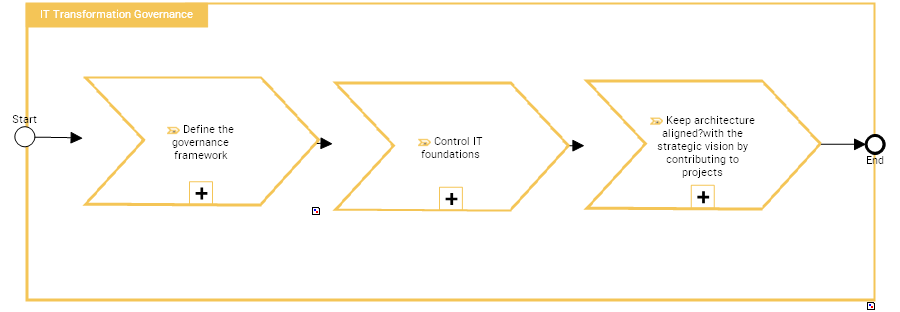 IT Transformation Governance
Start
Define the
governance
framework
Control IT
foundations
Keep architecture
aligned?with the
strategic vision by
contributing to
projects
End